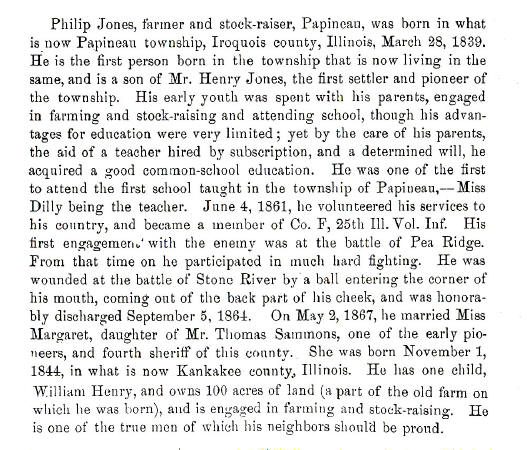 Philip Jones, farmer and stock-raiser, Papineau, was born in what
is now Papineau township, Iroquois county, Illinois, March 28, 1839.
He is the first person born in the township that is now living in the
same, and is a son of Mr. Henry Jones, the first settler and pioneer of
the township. His early youth was spent with his parents, engaged
in farming and stock-raising and attending school, though his advan-
tages for education were very limited; yet by the care of his parents,
the aid of a teacher hired by subscription, and a determined will, he
acquired a good common-school education. He was one of the first
to attend the first school taught in the township of Papineau,—Miss
Dilly being the teacher. June 4, 1861, he volunteered his services to
his country, and became a member of Co. F, 25th Ill. Vol. Inf. His
first engagement with the enemy was at the battle of Pea Ridge.
From that time on he participated in much hard fighting. He was
wounded at the battle of Stone River by a ball entering the corner of
his mouth, coming out of the back part of his cheek, and was honora-
bly discharged September 5, 1864. On May 2, 1867, he married Miss
Margaret, daughter of Mr. Thomas Sammons, one of the early pio-
neers, and fourth sheriff of this county. She was born November 1,
1844, in what is now Kankakee county, Illinois. He has one child,
William Henry, and owns 100 acres of land (a part of the old farm on
which he was born), and is engaged in farming and stock-raising. He
is one of the true men of which his neighbors should be proud.